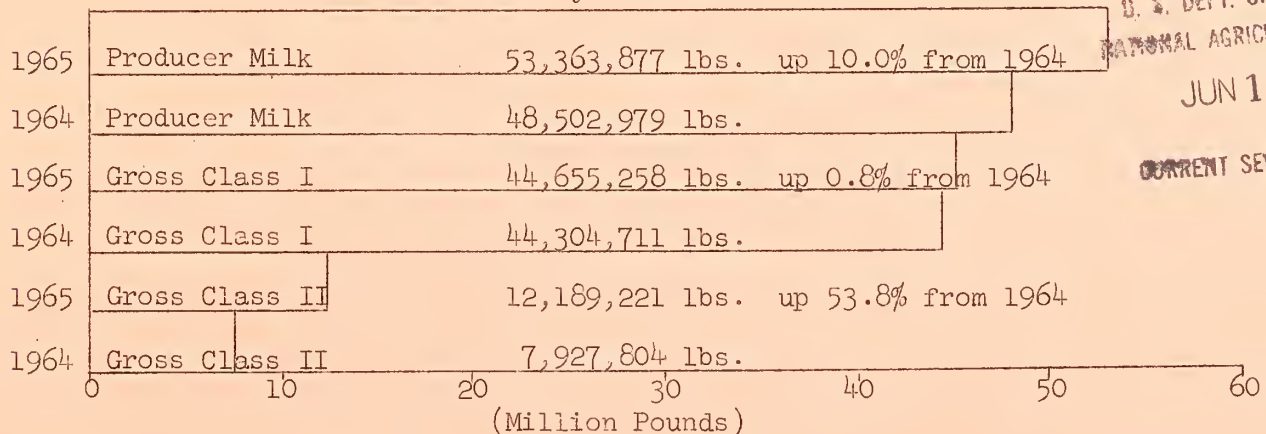 U. S. DEPT. O
NATIONAL AGRIC
JUN 1
CURRENT SE
1965 Producer Milk 53,363,877 lbs. up 10.0% from 1964
1964 Producer Milk 48,502,979 lbs.
1965 Gross Class I 44,655,258 lbs. up 0.8% from 1964
1964 Gross Class I 44,304,711 lbs.
1965 Gross Class II 12,189,221 lbs. up 53.8% from 1964
1964 Gross Class II 7,927,804 lbs.
0 10 20 30 40 50 60
(Million Pounds)